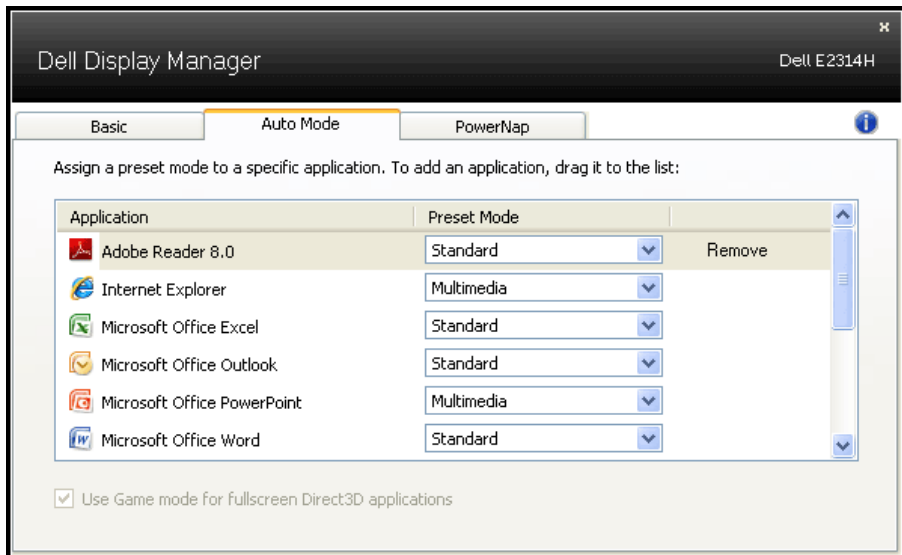 Dell Display Manager Dell E2314H
Basic Auto Mode PowerNap
Assign a preset mode to a specific application. To add an application, drag it to the list:
Application Preset Mode
Adobe Reader 8.0 Standard Remove
Internet Explorer Multimedia
Microsoft Office Excel Standard
Microsoft Office Outlook Standard
Microsoft Office PowerPoint Multimedia
Microsoft Office Word Standard
Use Game mode for fullscreen Direct3D applications